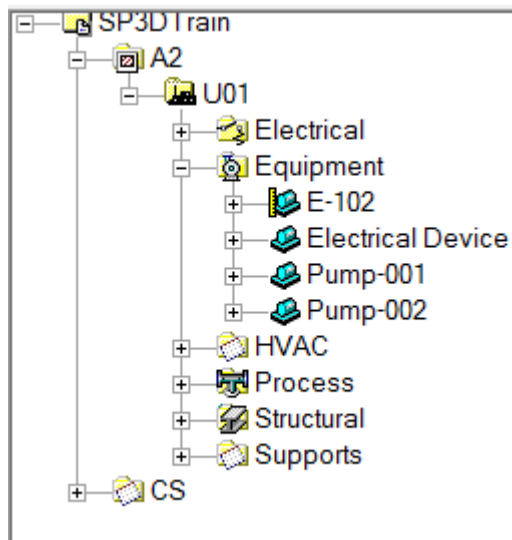 SP3DTrain
A2
U01
Electrical
Equipment
E-102
Electrical Device
Pump-001
Pump-002
HVAC
Process
Structural
Supports
CS